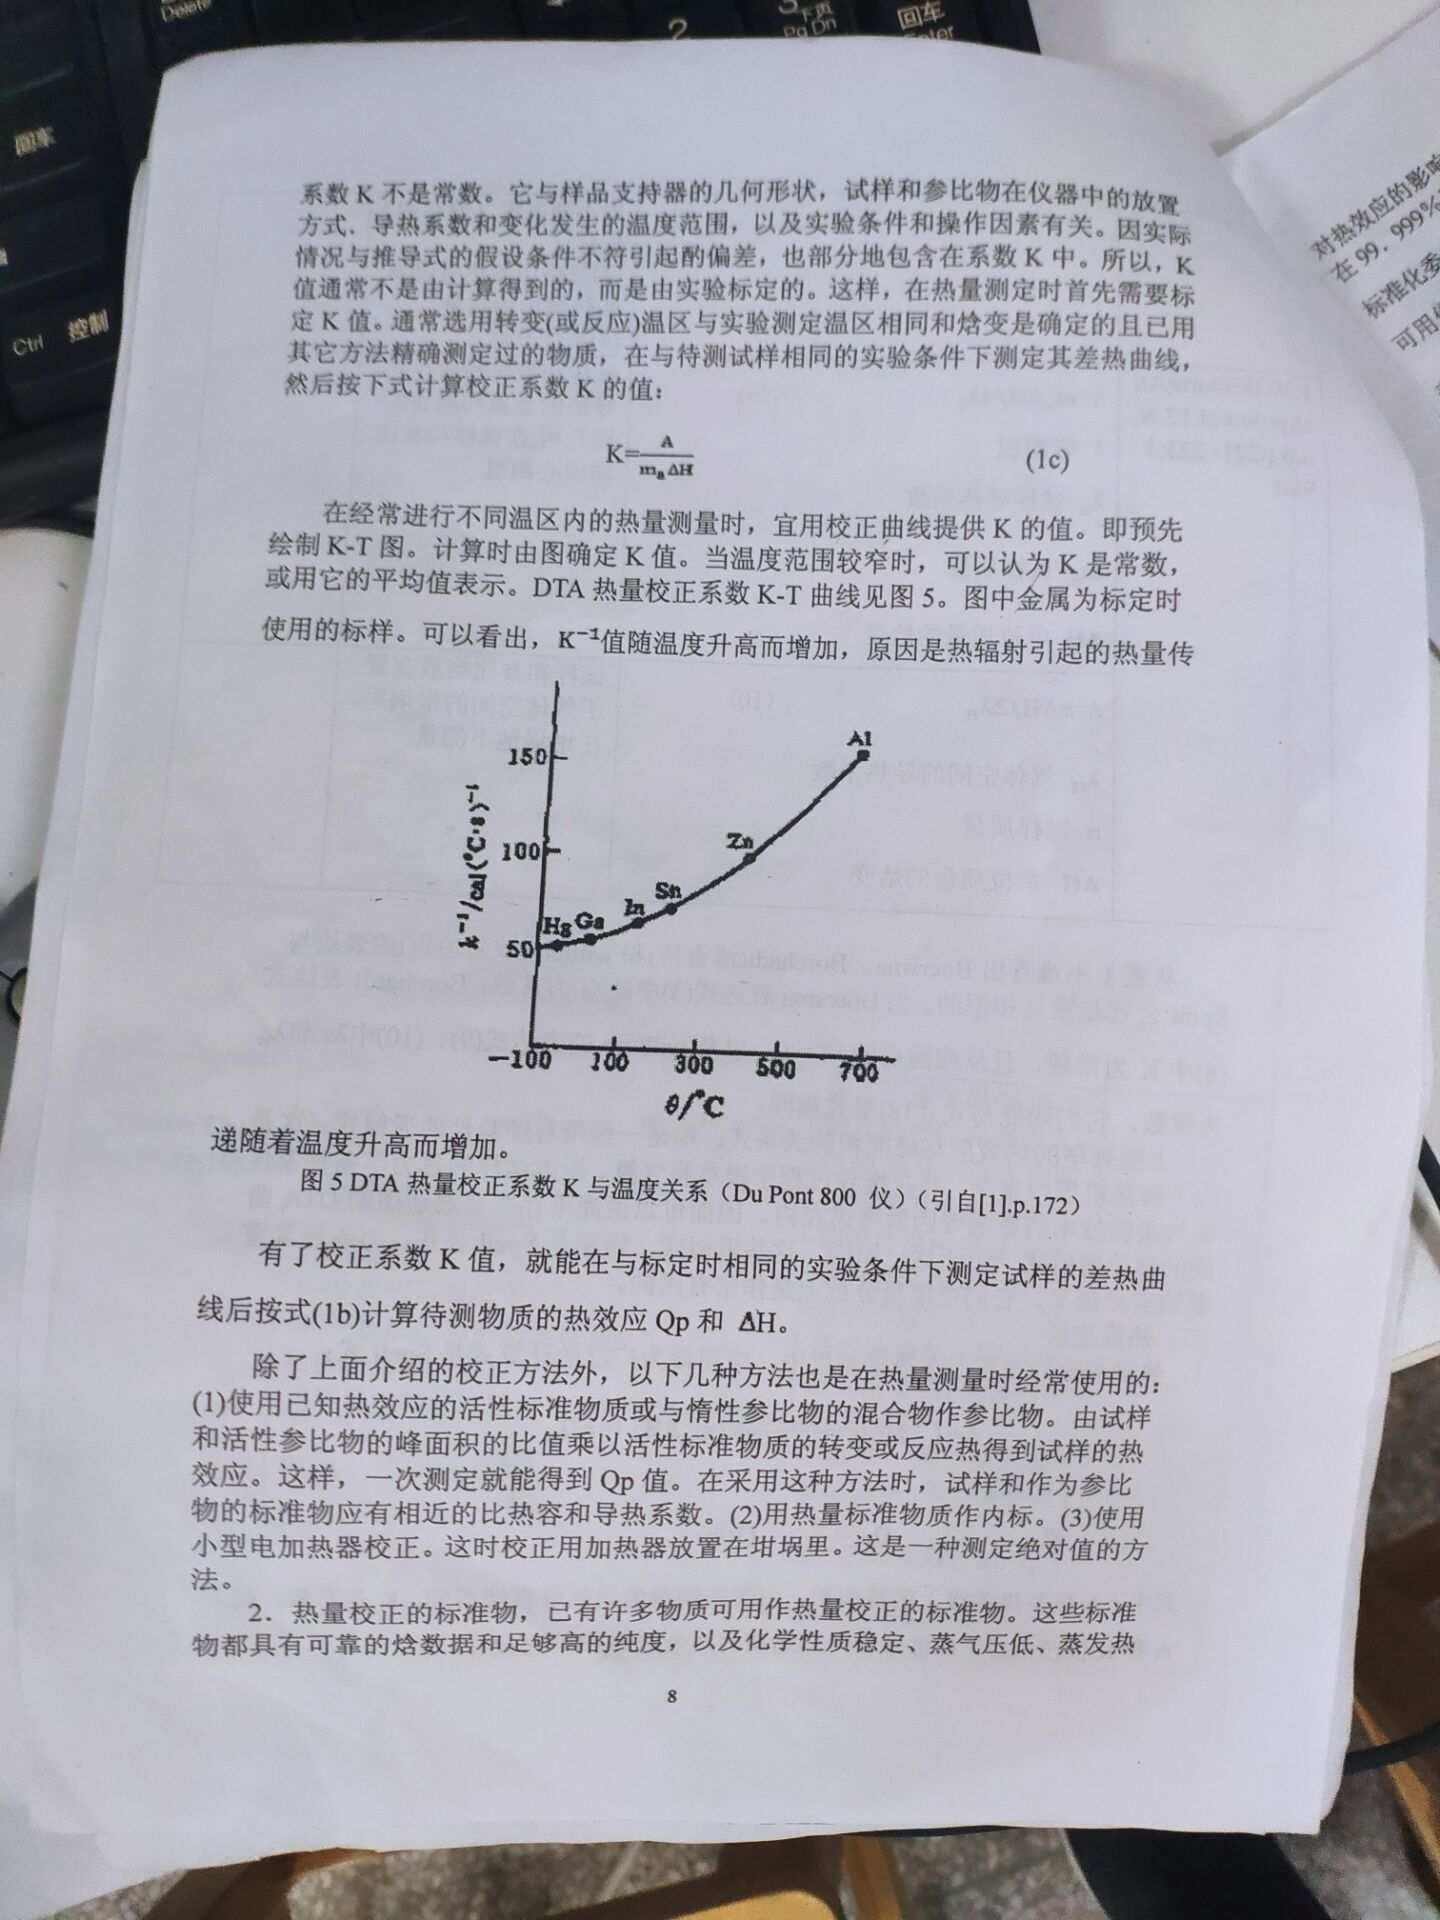 Delete
2
3 下页
Pg Dn
回车
Enter
回车
Ctrl 控制
对热效应的影响
在99.999%
标准化委
可用作
系数 K 不是常数。它与样品支持器的几何形状，试样和参比物在仪器中的放置
方式．导热系数和变化发生的温度范围，以及实验条件和操作因素有关。因实际
情况与推导式的假设条件不符引起酌偏差，也部分地包含在系数 K 中。所以，K
值通常不是由计算得到的，而是由实验标定的。这样，在热量测定时首先需要标
定 K 值。通常选用转变(或反应)温区与实验测定温区相同和焓变是确定的且已用
其它方法精确测定过的物质，在与待测试样相同的实验条件下测定其差热曲线，
然后按下式计算校正系数 K 的值：
K=A/(mₐΔH) (1c)
在经常进行不同温区内的热量测量时，宜用校正曲线提供 K 的值。即预先
绘制 K-T 图。计算时由图确定 K 值。当温度范围较窄时，可以认为 K 是常数，
或用它的平均值表示。DTA 热量校正系数 K-T 曲线见图 5。图中金属为标定时
使用的标样。可以看出，K⁻¹值随温度升高而增加，原因是热辐射引起的热量传
150
100
50
k⁻¹/cal(°C·s)⁻¹
Hg Ga In Sn Zn Al
-100 100 300 500 700
θ/°C
递随着温度升高而增加。
图 5 DTA 热量校正系数 K 与温度关系（Du Pont 800 仪）（引自[1].p.172）
有了校正系数 K 值，就能在与标定时相同的实验条件下测定试样的差热曲
线后按式(1b)计算待测物质的热效应 Qp 和 ΔH。
除了上面介绍的校正方法外，以下几种方法也是在热量测量时经常使用的：
(1)使用已知热效应的活性标准物质或与惰性参比物的混合物作参比物。由试样
和活性参比物的峰面积的比值乘以活性标准物质的转变或反应热得到试样的热
效应。这样，一次测定就能得到 Qp 值。在采用这种方法时，试样和作为参比
物的标准物应有相近的比热容和导热系数。(2)用热量标准物质作内标。(3)使用
小型电加热器校正。这时校正用加热器放置在坩埚里。这是一种测定绝对值的方
法。
2．热量校正的标准物，已有许多物质可用作热量校正的标准物。这些标准
物都具有可靠的焓数据和足够高的纯度，以及化学性质稳定、蒸气压低、蒸发热
8